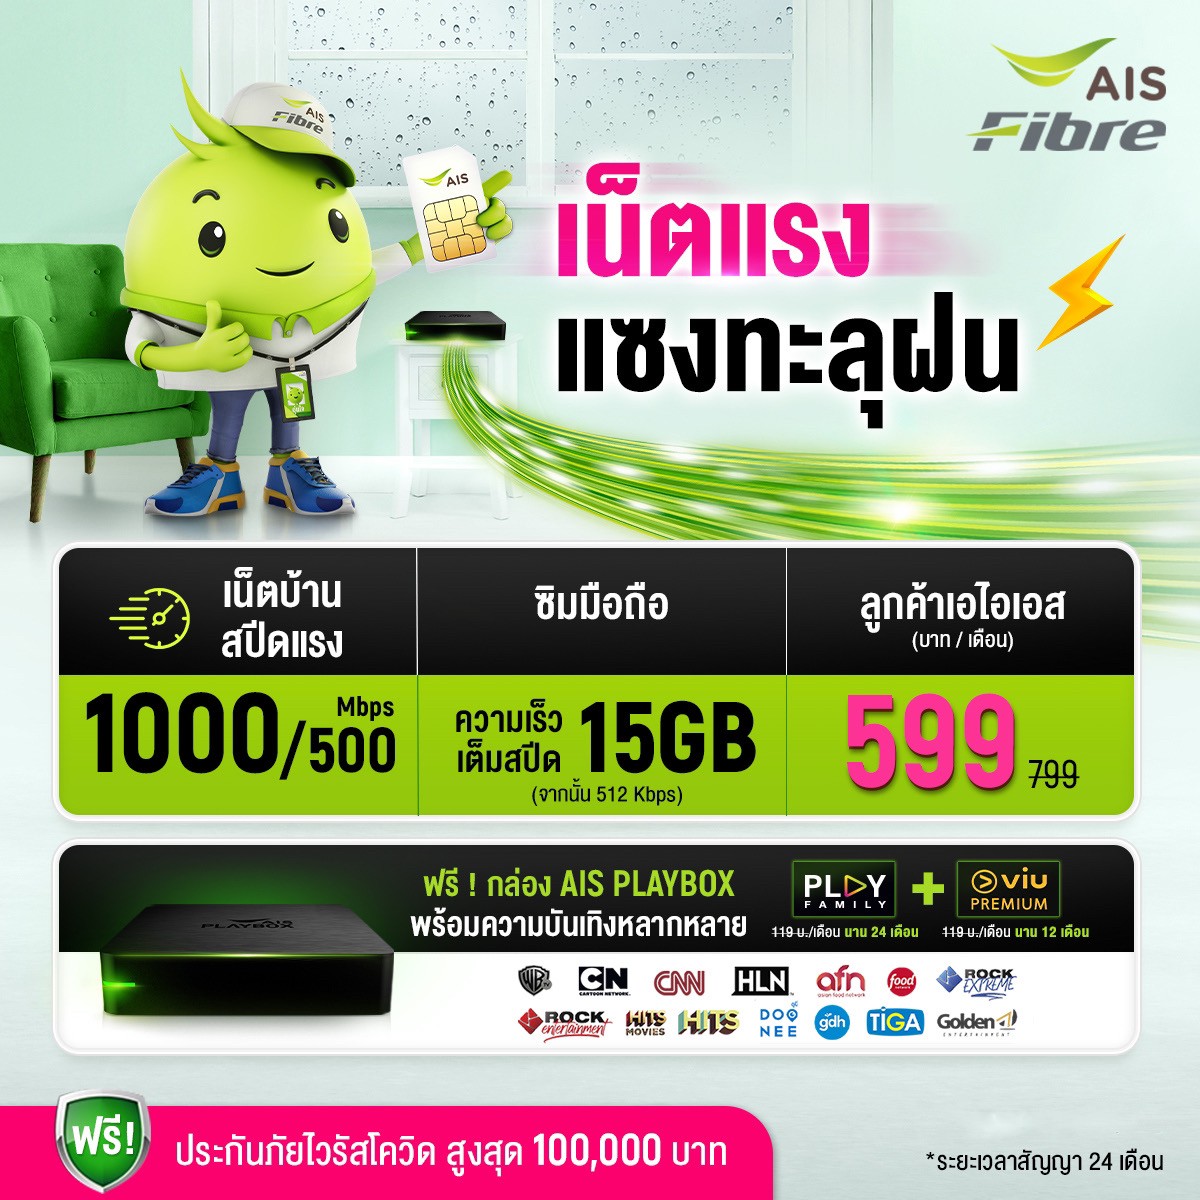 AIS
Fibre
AIS
Fibre
AIS
เน็ตแรง
แซงทะลุฝน
เน็ตบ้าน
สปีดแรง
1000/500 Mbps
ซิมมือถือ
ความเร็ว
เต็มสปีด 15GB
(จากนั้น 512 Kbps)
ลูกค้าเอไอเอส
(บาท / เดือน)
599 799
AIS
PLAYBOX
ฟรี ! กล่อง AIS PLAYBOX
พร้อมความบันเทิงหลากหลาย
PLAY
FAMILY
119 บ./เดือน นาน 24 เดือน
+
viu
PREMIUM
119 บ./เดือน นาน 12 เดือน
WB TV
CN
CARTOON NETWORK
CNN
HLN
afn
asian food network
food
network
ROCK
EXTREME
ROCK
entertainment
HITS
MOVIES
HITS
DOO
NEE
gdh
TIGA
Golden
ENTERTAINMENT
ฟรี!
ประกันภัยไวรัสโควิด สูงสุด 100,000 บาท
*ระยะเวลาสัญญา 24 เดือน